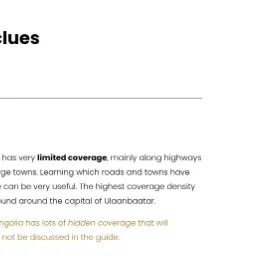 clues
has very limited coverage, mainly along highways
ge towns. Learning which roads and towns have
can be very useful. The highest coverage density
und around the capital of Ulaanbaatar.
ngolia has lots of hidden coverage that will
not be discussed in the guide.